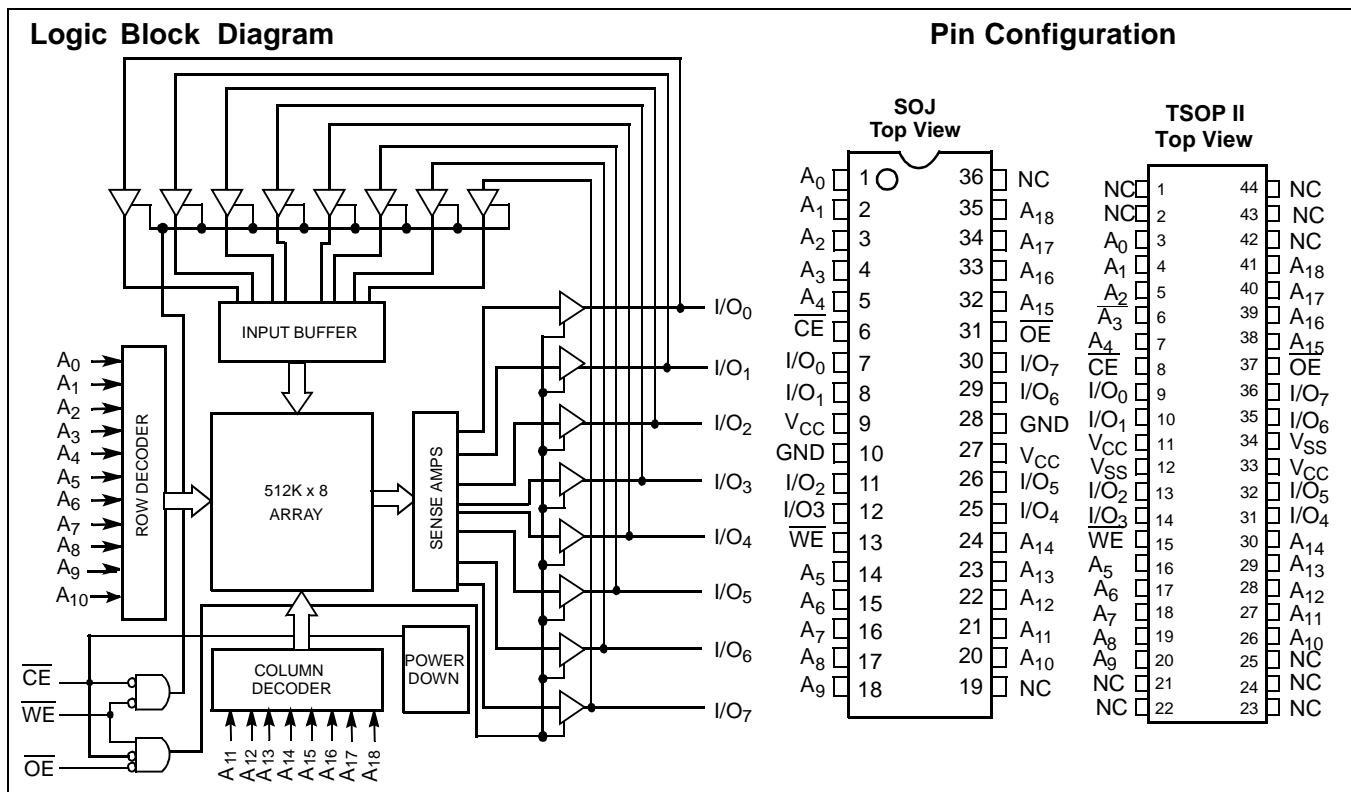 Logic Block Diagram
INPUT BUFFER
A0
A1
A2
A3
A4
A5
A6
A7
A8
A9
A10
ROW DECODER
512K x 8
ARRAY
SENSE AMPS
COLUMN
DECODER
POWER
DOWN
CE
WE
OE
A11
A12
A13
A14
A15
A16
A17
A18
I/O0
I/O1
I/O2
I/O3
I/O4
I/O5
I/O6
I/O7
Pin Configuration
SOJ
Top View
A0 1 36 NC
A1 2 35 A18
A2 3 34 A17
A3 4 33 A16
A4 5 32 A15
CE 6 31 OE
I/O0 7 30 I/O7
I/O1 8 29 I/O6
VCC 9 28 GND
GND 10 27 VCC
I/O2 11 26 I/O5
I/O3 12 25 I/O4
WE 13 24 A14
A5 14 23 A13
A6 15 22 A12
A7 16 21 A11
A8 17 20 A10
A9 18 19 NC
TSOP II
Top View
NC 1 44 NC
NC 2 43 NC
A0 3 42 NC
A1 4 41 A18
A2 5 40 A17
A3 6 39 A16
A4 7 38 A15
CE 8 37 OE
I/O0 9 36 I/O7
I/O1 10 35 I/O6
VCC 11 34 VSS
VSS 12 33 VCC
I/O2 13 32 I/O5
I/O3 14 31 I/O4
WE 15 30 A14
A5 16 29 A13
A6 17 28 A12
A7 18 27 A11
A8 19 26 A10
A9 20 25 NC
NC 21 24 NC
NC 22 23 NC